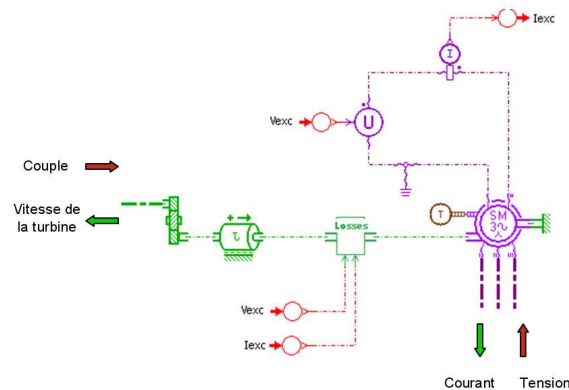 Iexc
I
Vexc
U
Couple
Vitesse de
la turbine
T
SM
3~
Losses
Vexc
Iexc
Courant Tension